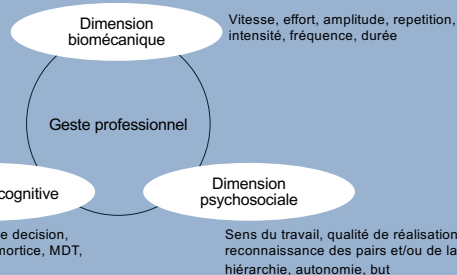 Dimension
biomécanique
Vitesse, effort, amplitude, repetition,
intensité, fréquence, durée
Geste professionnel
cognitive
Dimension
psychosociale
e decision,
mortice, MDT,
Sens du travail, qualité de réalisation
reconnaissance des pairs et/ou de la
hiérarchie, autonomie, but